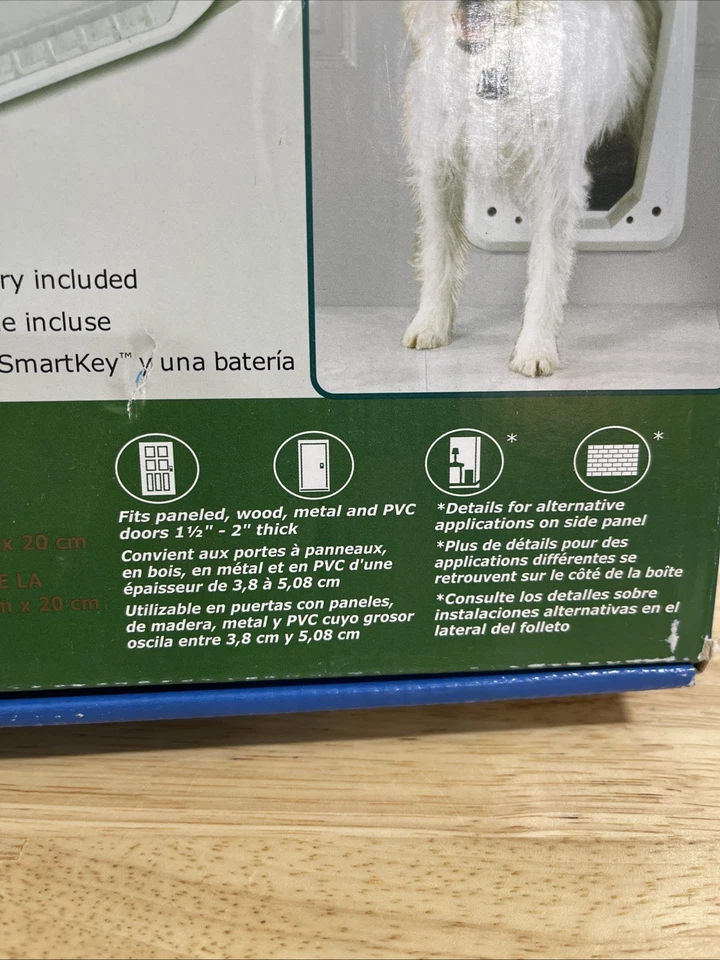 ry included
e incluse
SmartKey™ y una batería
x 20 cm
E LA
m x 20 cm
*
*
Fits paneled, wood, metal and PVC
doors 1½" - 2" thick
Convient aux portes à panneaux,
en bois, en métal et en PVC d'une
épaisseur de 3,8 à 5,08 cm
Utilizable en puertas con paneles,
de madera, metal y PVC cuyo grosor
oscila entre 3,8 cm y 5,08 cm
*Details for alternative
applications on side panel
*Plus de détails pour des
applications différentes se
retrouvent sur le côté de la boîte
*Consulte los detalles sobre
instalaciones alternativas en el
lateral del folleto